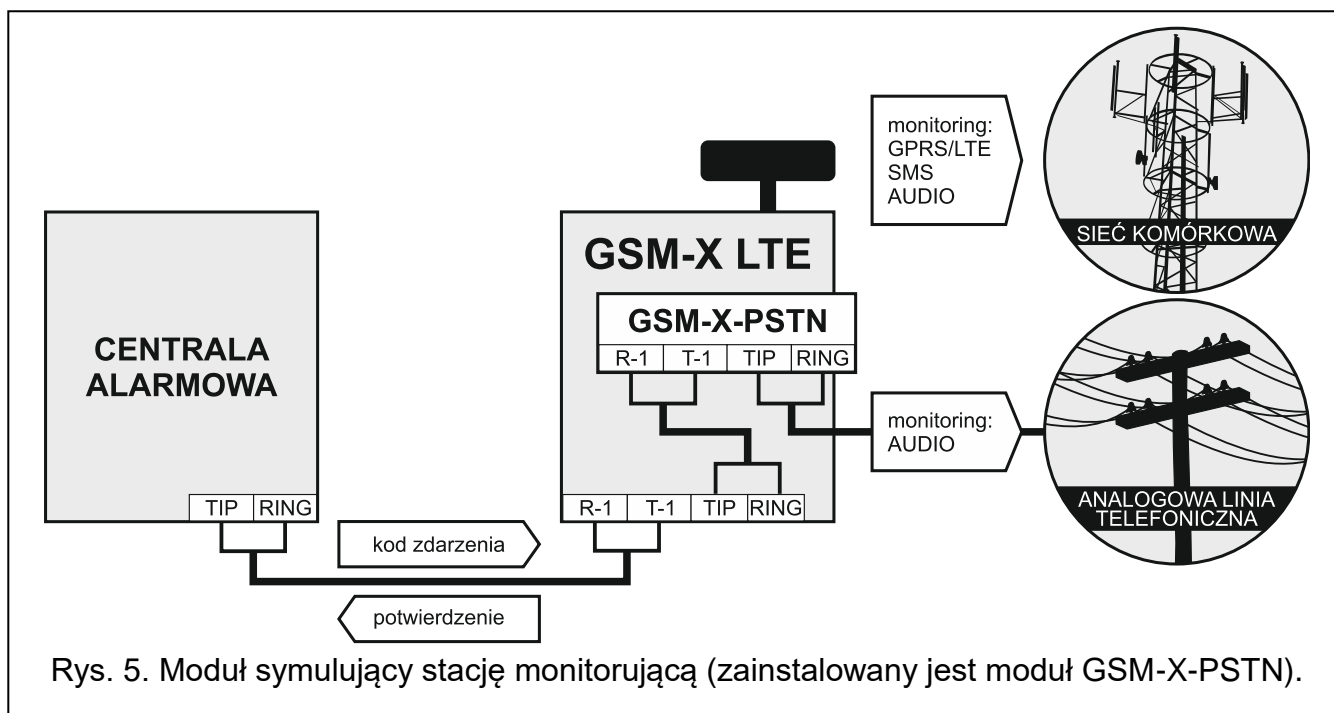 CENTRALA
ALARMOWA
TIP RING
kod zdarzenia
potwierdzenie
GSM-X LTE
GSM-X-PSTN
R-1 T-1 TIP RING
R-1 T-1 TIP RING
monitoring:
GPRS/LTE
SMS
AUDIO
SIEĆ KOMÓRKOWA
monitoring:
AUDIO
ANALOGOWA LINIA
TELEFONICZNA
Rys. 5. Moduł symulujący stację monitorującą (zainstalowany jest moduł GSM-X-PSTN).